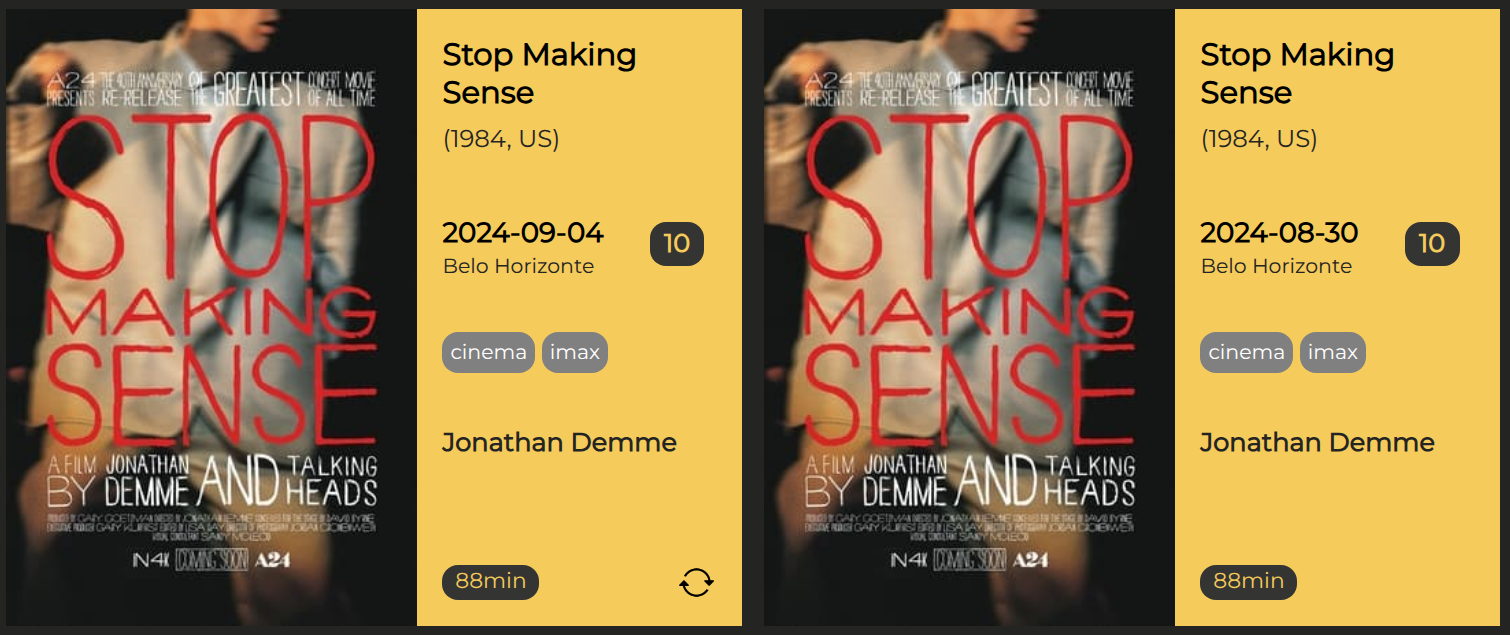 A24 THE 40TH ANNIVERSARY OF GREATEST CONCERT MOVIE
PRESENTS RE-RELEASE THE OF ALL TIME
STOP
MAKING
SENSE
A FILM JONATHAN AND TALKING
BY DEMME HEADS
IN 4K COMING SOON A24
Stop Making
Sense
(1984, US)
2024-09-04
10
Belo Horizonte
cinema imax
Jonathan Demme
88min
A24 THE 40TH ANNIVERSARY OF GREATEST CONCERT MOVIE
PRESENTS RE-RELEASE THE OF ALL TIME
STOP
MAKING
SENSE
A FILM JONATHAN AND TALKING
BY DEMME HEADS
IN 4K COMING SOON A24
Stop Making
Sense
(1984, US)
2024-08-30
10
Belo Horizonte
cinema imax
Jonathan Demme
88min